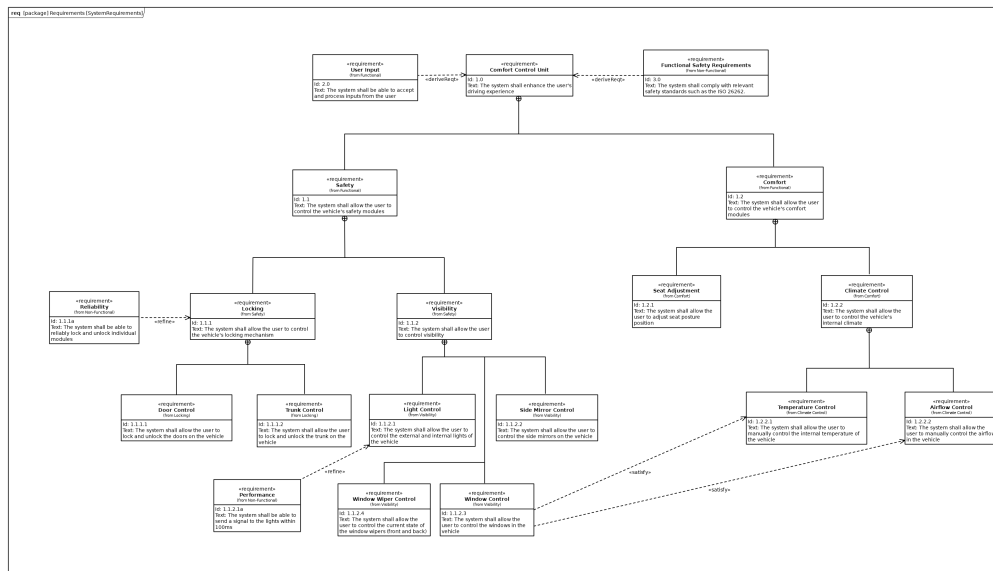 req [package] Requirements [SystemRequirements]
«requirement»
User Input
(from Functional)
Id: 2.0
Text: The system shall be able to accept
and process inputs from the user
«deriveReqt»
«requirement»
Comfort Control Unit
Id: 1.0
Text: The system shall enhance the user's
driving experience
«deriveReqt»
«requirement»
Functional Safety Requirements
(from Non-Functional)
Id: 3.0
Text: The system shall comply with relevant
safety standards such as the ISO 26262.
«requirement»
Safety
(from Functional)
Id: 1.1
Text: The system shall allow the user to
control the vehicle's safety modules
«requirement»
Comfort
(from Functional)
Id: 1.2
Text: The system shall allow the user
to control the vehicle's comfort
modules
«requirement»
Reliability
(from Non-Functional)
Id: 1.1.1a
Text: The system shall be able to
reliably lock and unlock individual
modules
«refine»
«requirement»
Locking
(from Safety)
Id: 1.1.1
Text: The system shall allow the user to control
the vehicle's locking mechanism
«requirement»
Visibility
(from Safety)
Id: 1.1.2
Text: The system shall allow the user
to control visibility
«requirement»
Seat Adjustment
(from Comfort)
Id: 1.2.1
Text: The system shall allow the
user to adjust seat posture
position
«requirement»
Climate Control
(from Comfort)
Id: 1.2.2
Text: The system shall allow the
user to control the vehicle's
internal climate
«requirement»
Door Control
(from Locking)
Id: 1.1.1.1
Text: The system shall allow the user to
lock and unlock the doors on the vehicle
«requirement»
Trunk Control
(from Locking)
Id: 1.1.1.2
Text: The system shall allow the user
to lock and unlock the trunk on the
vehicle
«requirement»
Light Control
(from Visibility)
Id: 1.1.2.1
Text: The system shall allow the user to
control the external and internal lights of
the vehicle
«requirement»
Side Mirror Control
(from Visibility)
Id: 1.1.2.2
Text: The system shall allow the user to
control the side mirrors on the vehicle
«requirement»
Temperature Control
(from Climate Control)
Id: 1.2.2.1
Text: The system shall allow the user to
manually control the internal temperature of
the vehicle
«requirement»
Airflow Control
(from Climate Control)
Id: 1.2.2.2
Text: The system shall allow the
user to manually control the airflow
in the vehicle
«refine»
«satisfy»
«satisfy»
«requirement»
Performance
(from Non-Functional)
Id: 1.1.2.1a
Text: The system shall be able to
send a signal to the lights within
100ms
«requirement»
Window Wiper Control
(from Visibility)
Id: 1.1.2.4
Text: The system shall allow the
user to control the current state of
the window wipers (front and back)
«requirement»
Window Control
(from Visibility)
Id: 1.1.2.3
Text: The system shall allow the
user to control the windows in the
vehicle